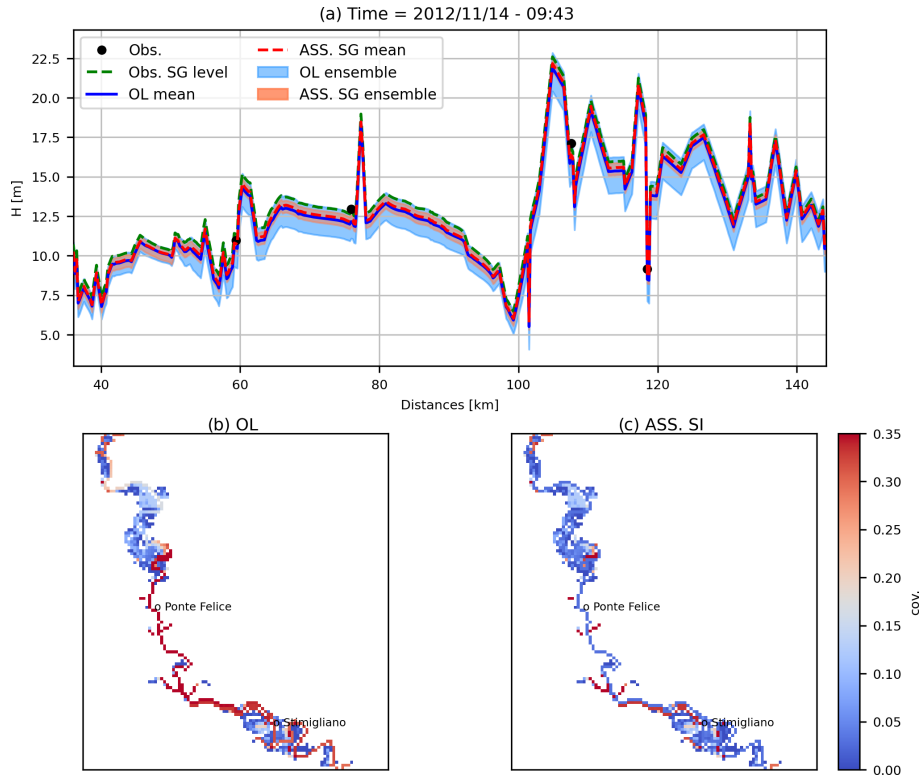 (a) Time = 2012/11/14 - 09:43
Obs.
Obs. SG level
OL mean
ASS. SG mean
OL ensemble
ASS. SG ensemble
H [m]
22.5
20.0
17.5
15.0
12.5
10.0
7.5
5.0
40 60 80 100 120 140
Distances [km]
(b) OL
(c) ASS. SI
o Ponte Felice
o Stimigliano
o Ponte Felice
o Stimigliano
0.35
0.30
0.25
0.20
0.15
0.10
0.05
0.00
cov.